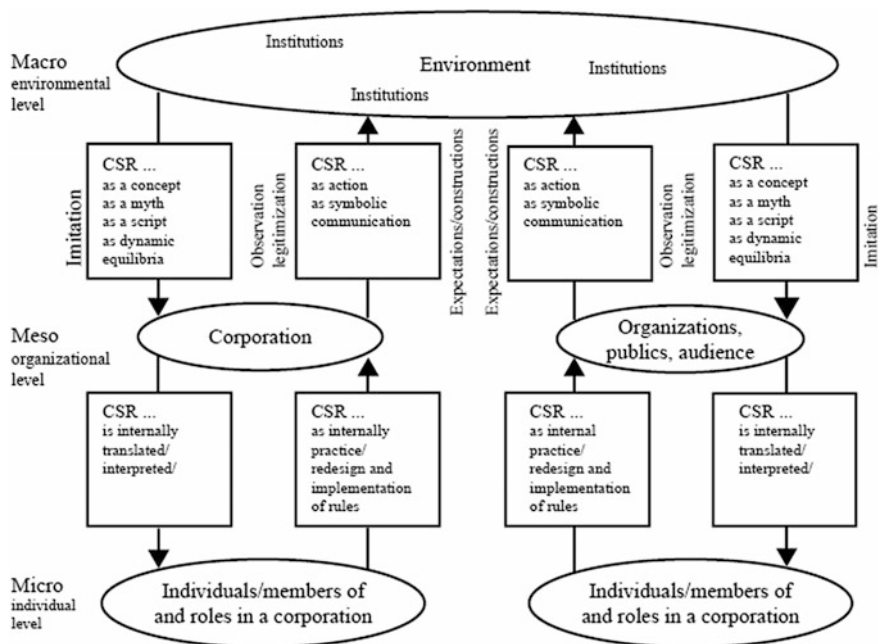 Institutions
Macro
environmental
level
Environment
Institutions
Institutions
Imitation
CSR ...
as a concept
as a myth
as a script
as dynamic
equilibria
Observation
legitimization
CSR ...
as action
as symbolic
communication
Expectations/constructions
Expectations/constructions
CSR ...
as action
as symbolic
communication
Observation
legitimization
CSR ...
as a concept
as a myth
as a script
as dynamic
equilibria
Imitation
Meso
organizational
level
Corporation
Organizations,
publics, audience
CSR ...
is internally
translated/
interpreted/
CSR ...
as internally
practice/
redesign and
implementation
of rules
CSR ...
as internal
practice/
redesign and
implementation
of rules
CSR ...
is internally
translated/
interpreted/
Micro
individual
level
Individuals/members of
and roles in a corporation
Individuals/members of
and roles in a corporation